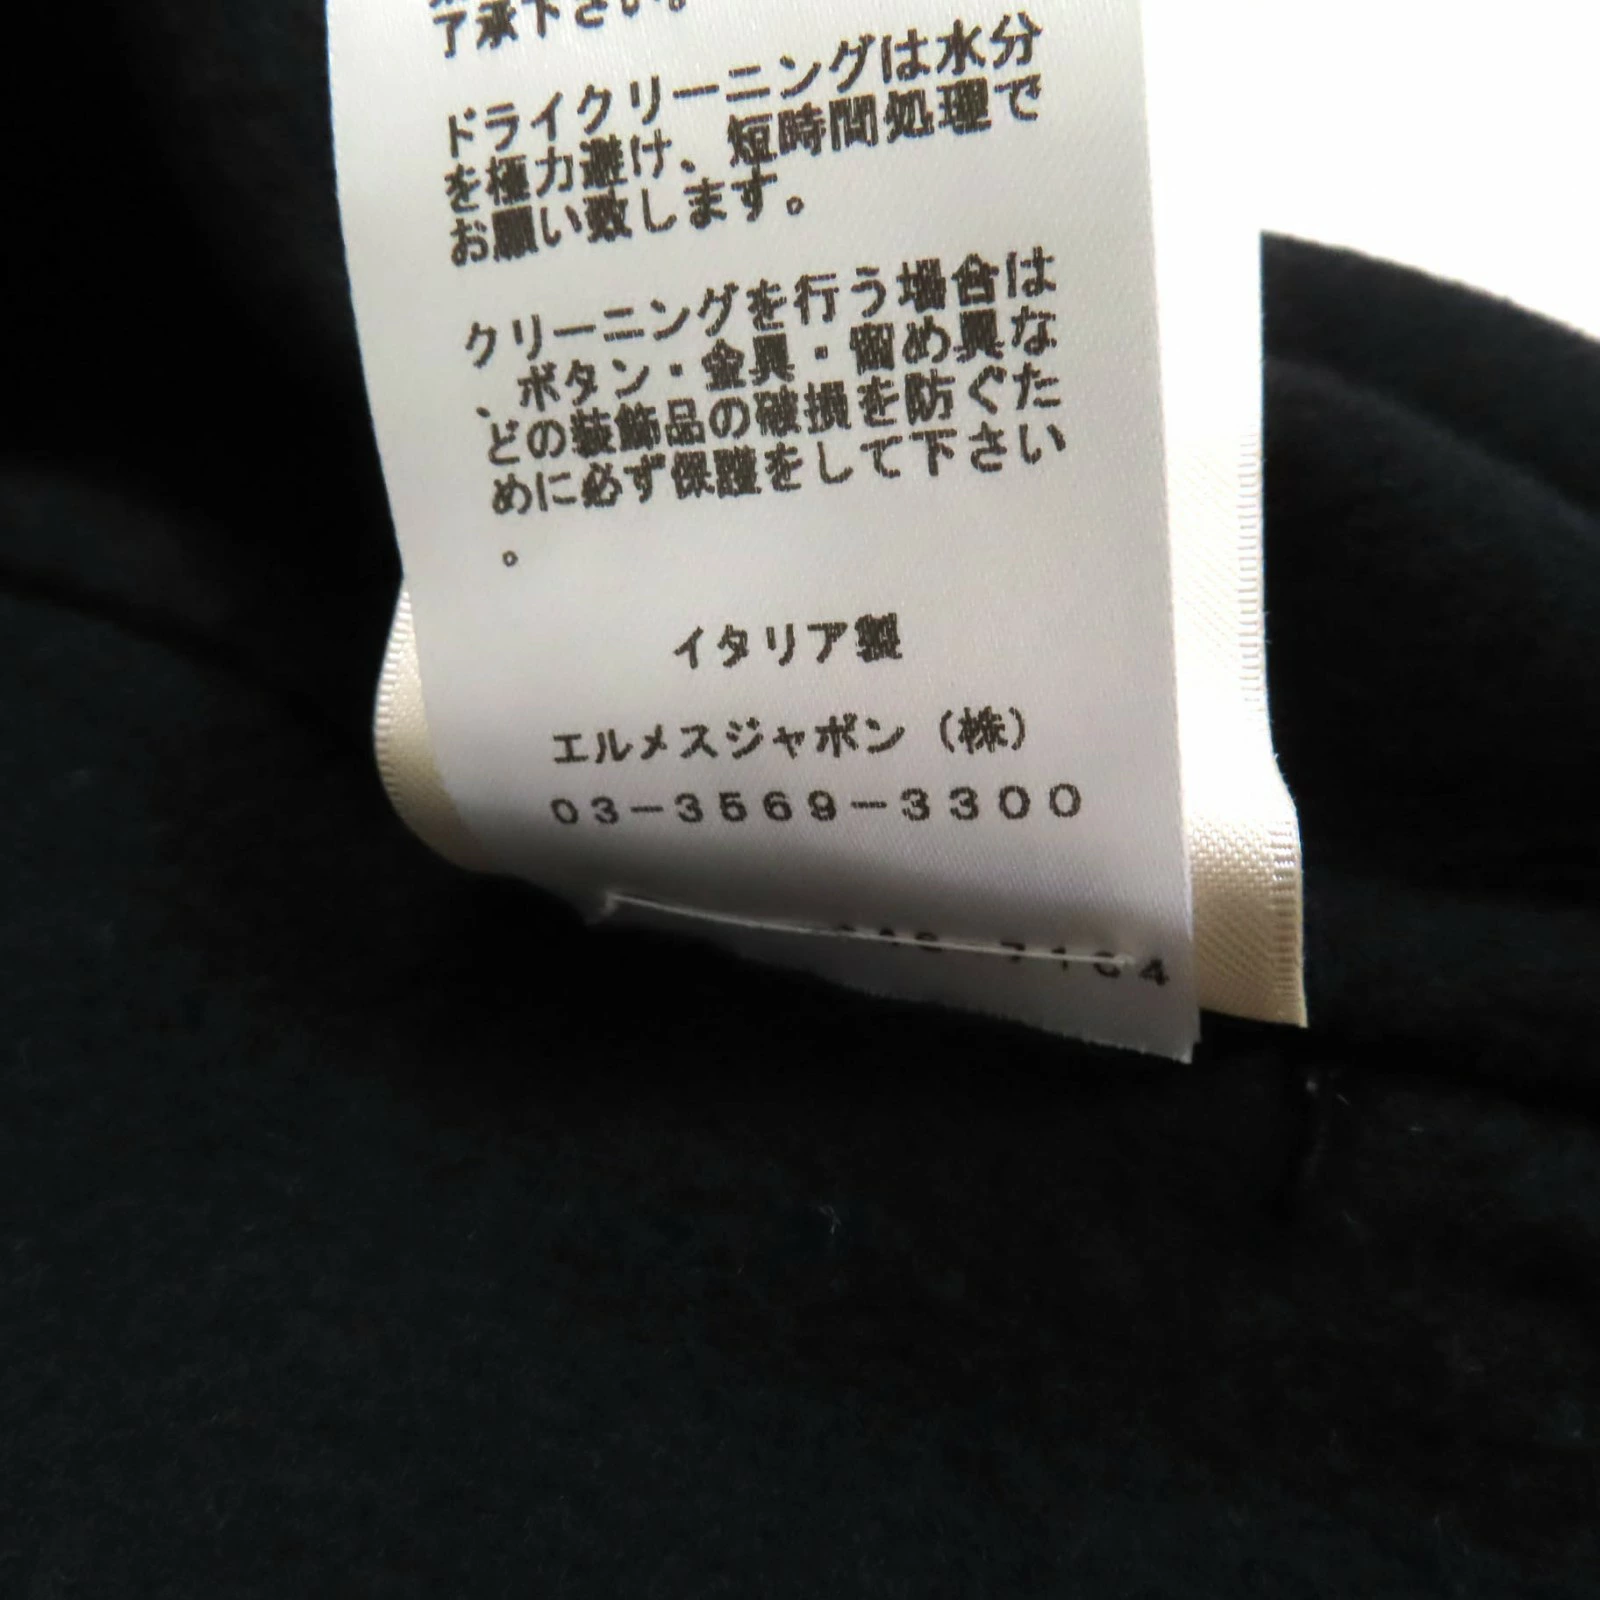 了承下さい。
ドライクリーニングは水分
を極力避け、短時間処理で
お願い致します。
クリーニングを行う場合は
、ボタン・金具・留め具な
どの装飾品の破損を防ぐた
めに必ず保護をして下さい
。
イタリア製
エルメスジャポン（株）
03-3569-3300